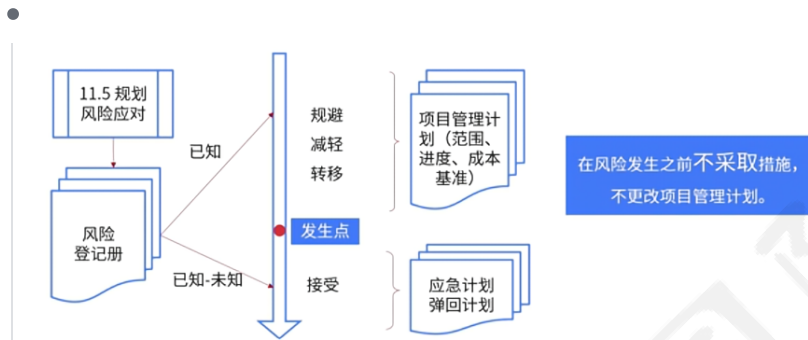 11.5 规划
风险应对
风险
登记册
已知
已知-未知
规避
减轻
转移
发生点
接受
项目管理计
划（范围、
进度、成本
基准）
应急计划
弹回计划
在风险发生之前不采取措施，
不更改项目管理计划。